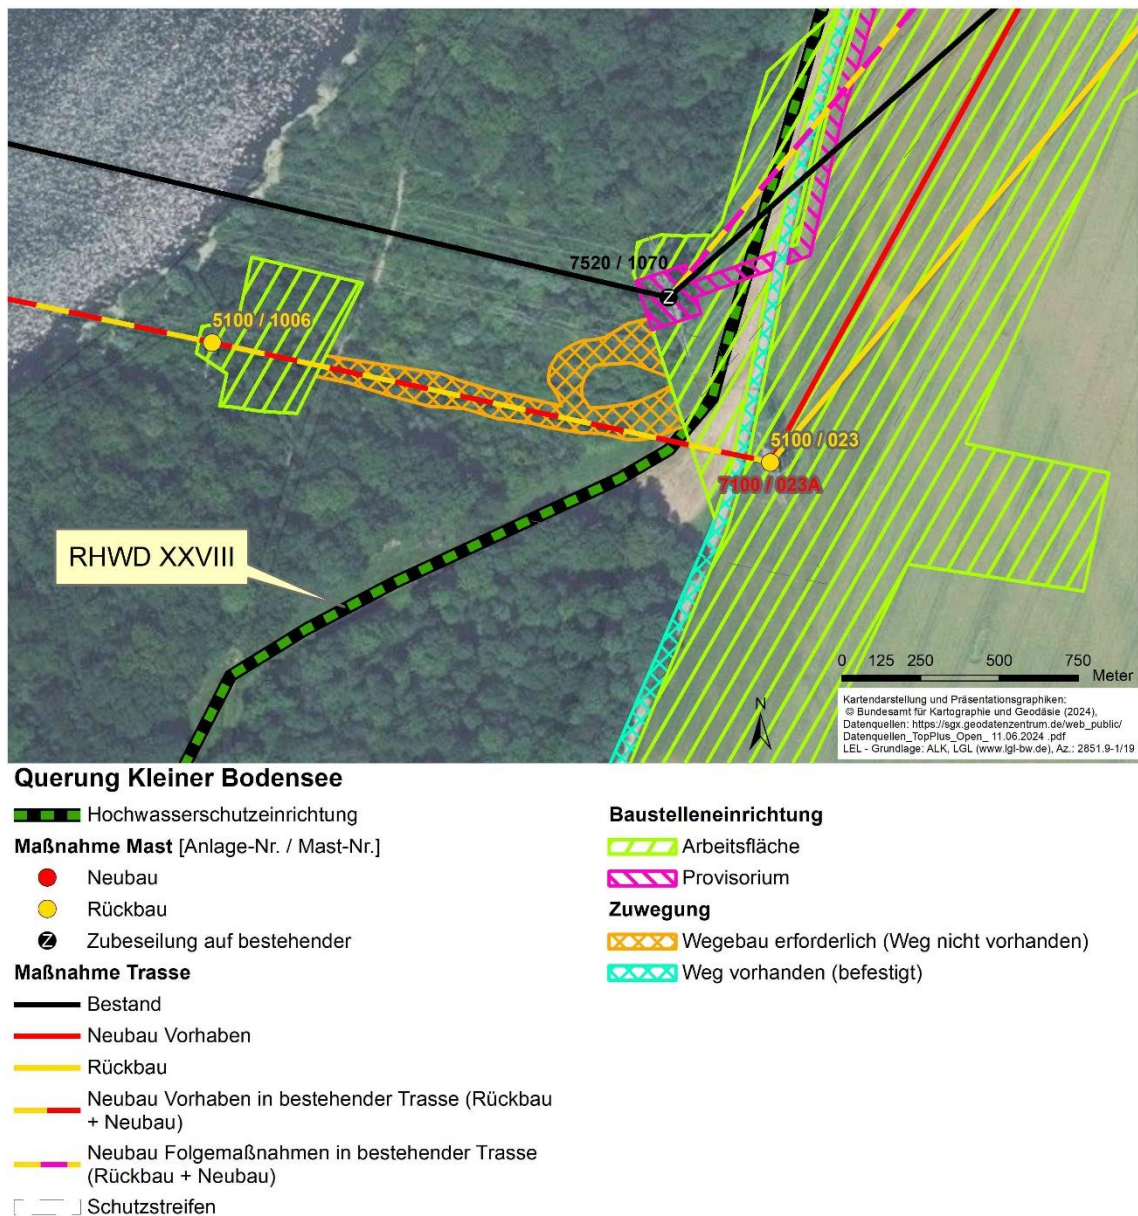 7520 / 1070
Z
5100 / 1006
5100 / 023
7100 / 023A
RHWD XXVIII
0 125 250 500 750
Meter
N
Kartendarstellung und Präsentationsgraphiken:
© Bundesamt für Kartographie und Geodäsie (2024),
Datenquellen: https://sgx.geodatenzentrum.de/web_public/
Datenquellen_TopPlus_Open_ 11.06.2024 .pdf
LEL - Grundlage: ALK, LGL (www.lgl-bw.de), Az.: 2851.9-1/19
Querung Kleiner Bodensee
Hochwasserschutzeinrichtung
Maßnahme Mast [Anlage-Nr. / Mast-Nr.]
Neubau
Rückbau
Z Zubeseilung auf bestehender
Maßnahme Trasse
Bestand
Neubau Vorhaben
Rückbau
Neubau Vorhaben in bestehender Trasse (Rückbau
+ Neubau)
Neubau Folgemaßnahmen in bestehender Trasse
(Rückbau + Neubau)
Schutzstreifen
Baustelleneinrichtung
Arbeitsfläche
Provisorium
Zuwegung
Wegebau erforderlich (Weg nicht vorhanden)
Weg vorhanden (befestigt)